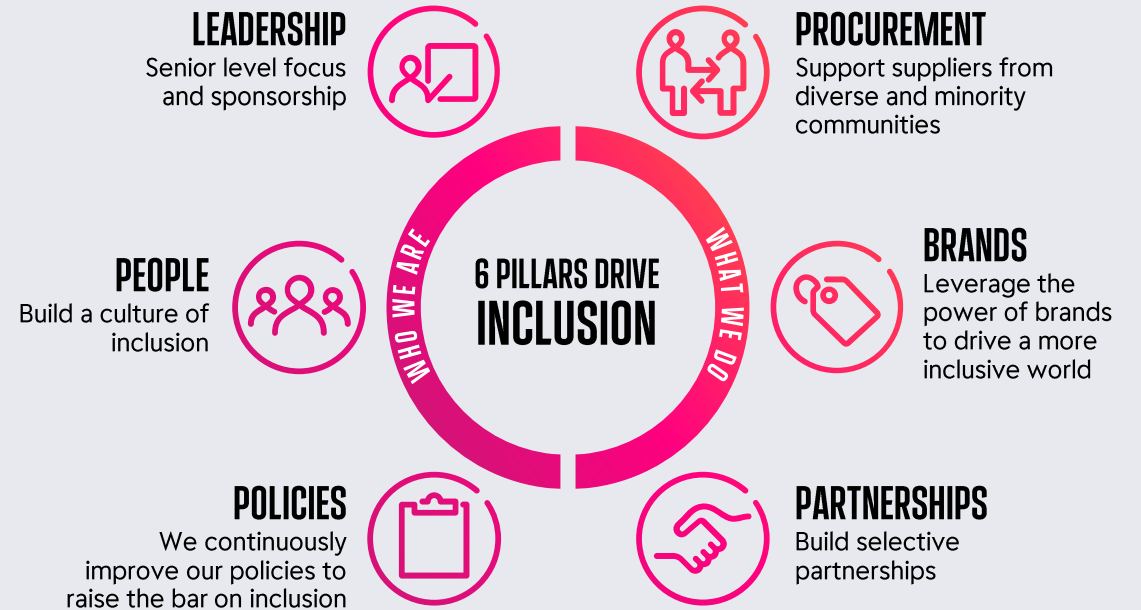 LEADERSHIP
Senior level focus
and sponsorship
PROCUREMENT
Support suppliers from
diverse and minority
communities
PEOPLE
Build a culture of
inclusion
WHO WE ARE
6 PILLARS DRIVE
INCLUSION
WHAT WE DO
BRANDS
Leverage the
power of brands
to drive a more
inclusive world
POLICIES
We continuously
improve our policies to
raise the bar on inclusion
PARTNERSHIPS
Build selective
partnerships